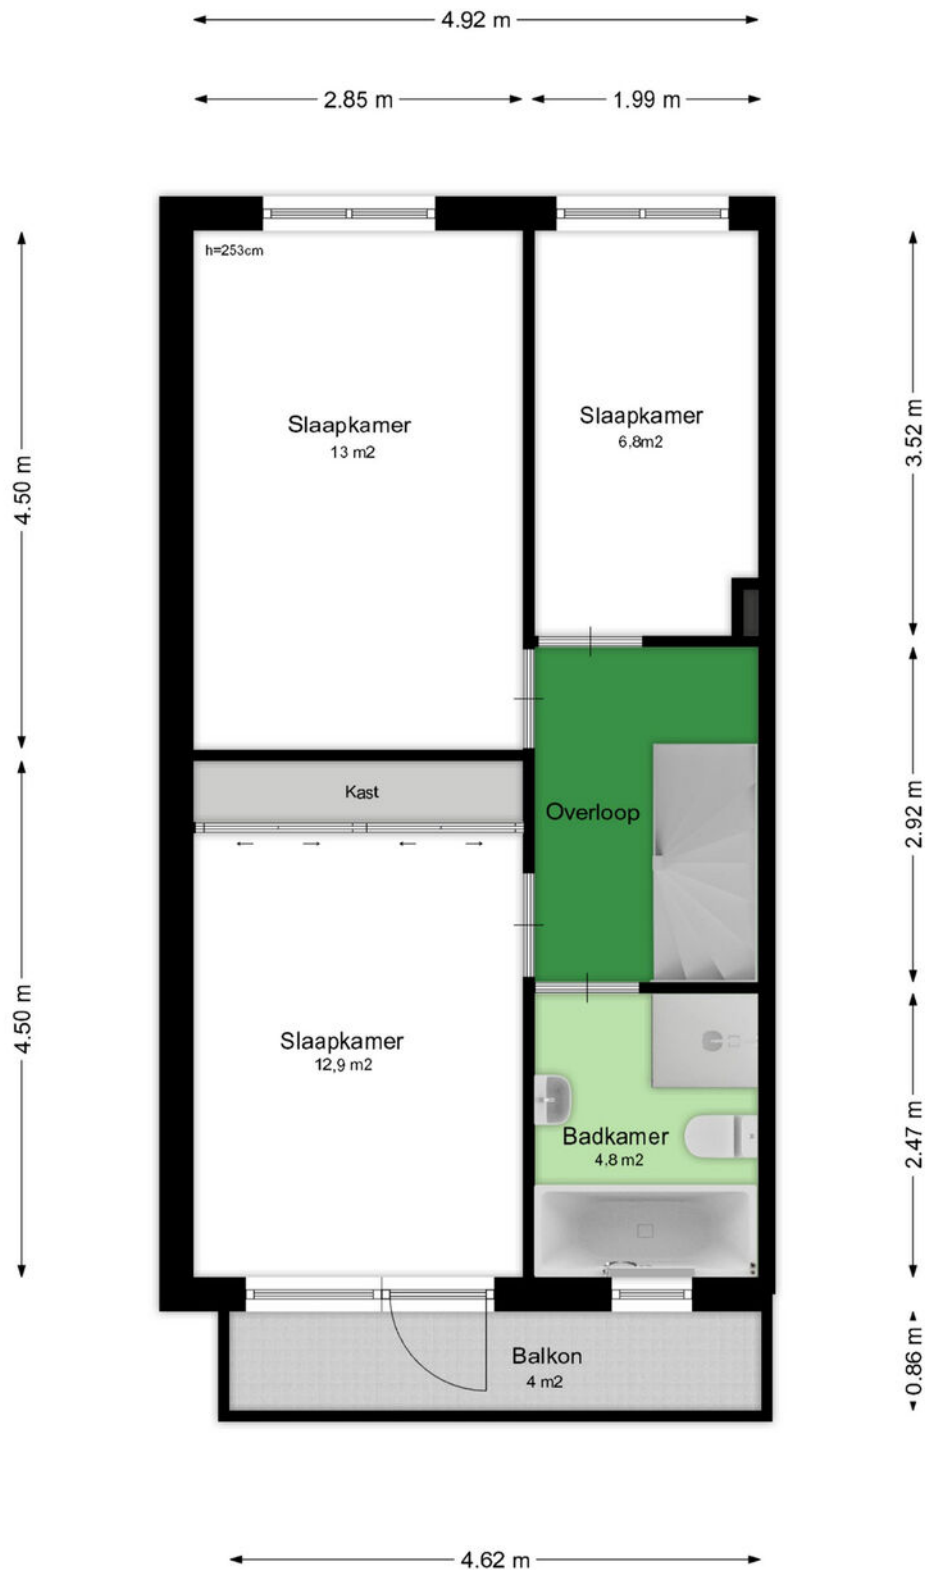 4.92 m
2.85 m
1.99 m
h=253cm
Slaapkamer
13 m2
Slaapkamer
6,8m2
4.50 m
3.52 m
Kast
Overloop
2.92 m
4.50 m
Slaapkamer
12,9 m2
Badkamer
4,8 m2
2.47 m
Balkon
4 m2
0.86 m
4.62 m